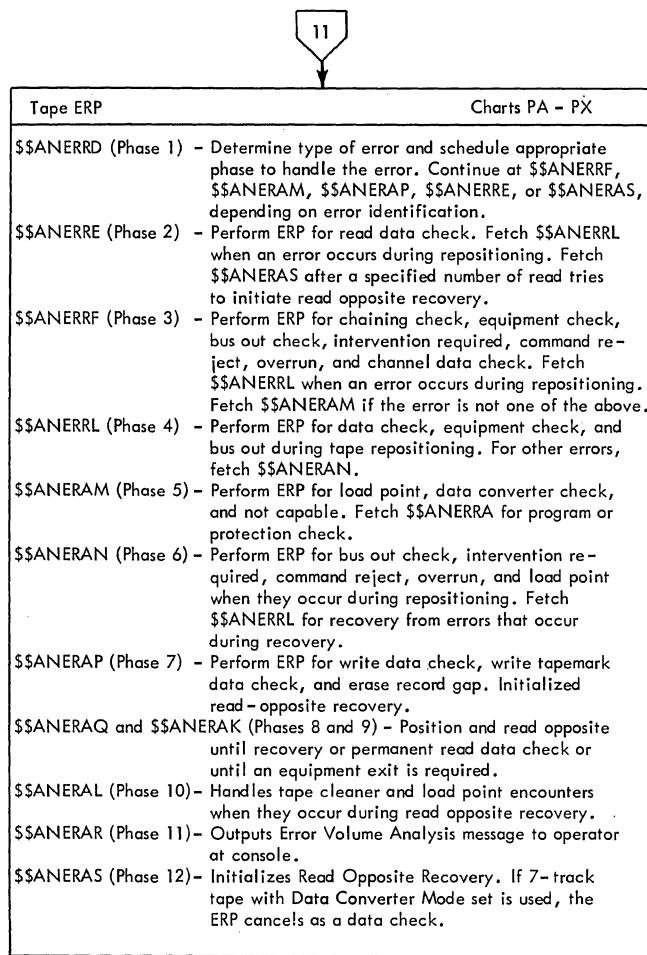 11
Tape ERP Charts PA - PX
$$ANERRD (Phase 1) - Determine type of error and schedule appropriate
phase to handle the error. Continue at $$ANERRF,
$$ANERAM, $$ANERAP, $$ANERRE, or $$ANERAS,
depending on error identification.
$$ANERRE (Phase 2) - Perform ERP for read data check. Fetch $$ANERRL
when an error occurs during repositioning. Fetch
$$ANERAS after a specified number of read tries
to initiate read opposite recovery.
$$ANERRF (Phase 3) - Perform ERP for chaining check, equipment check,
bus out check, intervention required, command re-
ject, overrun, and channel data check. Fetch
$$ANERRL when an error occurs during repositioning.
Fetch $$ANERAM if the error is not one of the above.
$$ANERRL (Phase 4) - Perform ERP for data check, equipment check, and
bus out during tape repositioning. For other errors,
fetch $$ANERAN.
$$ANERAM (Phase 5) - Perform ERP for load point, data converter check,
and not capable. Fetch $$ANERRA for program or
protection check.
$$ANERAN (Phase 6) - Perform ERP for bus out check, intervention re-
quired, command reject, overrun, and load point
when they occur during repositioning. Fetch
$$ANERRL for recovery from errors that occur
during recovery.
$$ANERAP (Phase 7) - Perform ERP for write data check, write tapemark
data check, and erase record gap. Initialized
read-opposite recovery.
$$ANERAQ and $$ANERAK (Phases 8 and 9) - Position and read opposite
until recovery or permanent read data check or
until an equipment exit is required.
$$ANERAL (Phase 10) - Handles tape cleaner and load point encounters
when they occur during read opposite recovery.
$$ANERAR (Phase 11) - Outputs Error Volume Analysis message to operator
at console.
$$ANERAS (Phase 12) - Initializes Read Opposite Recovery. If 7-track
tape with Data Converter Mode set is used, the
ERP cancels as a data check.